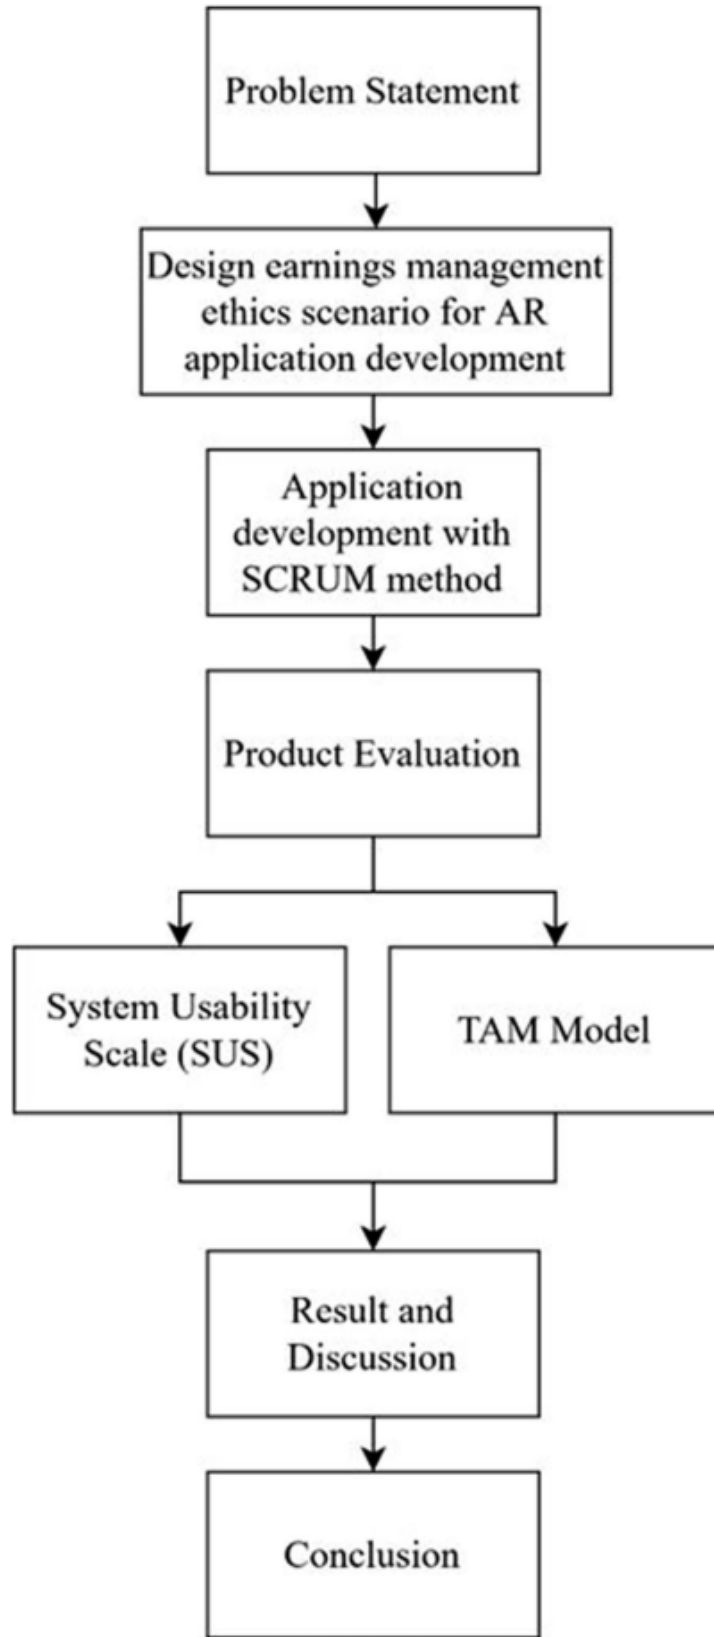 Problem Statement
Design earnings management
ethics scenario for AR
application development
Application
development with
SCRUM method
Product Evaluation
System Usability
Scale (SUS)
TAM Model
Result and
Discussion
Conclusion